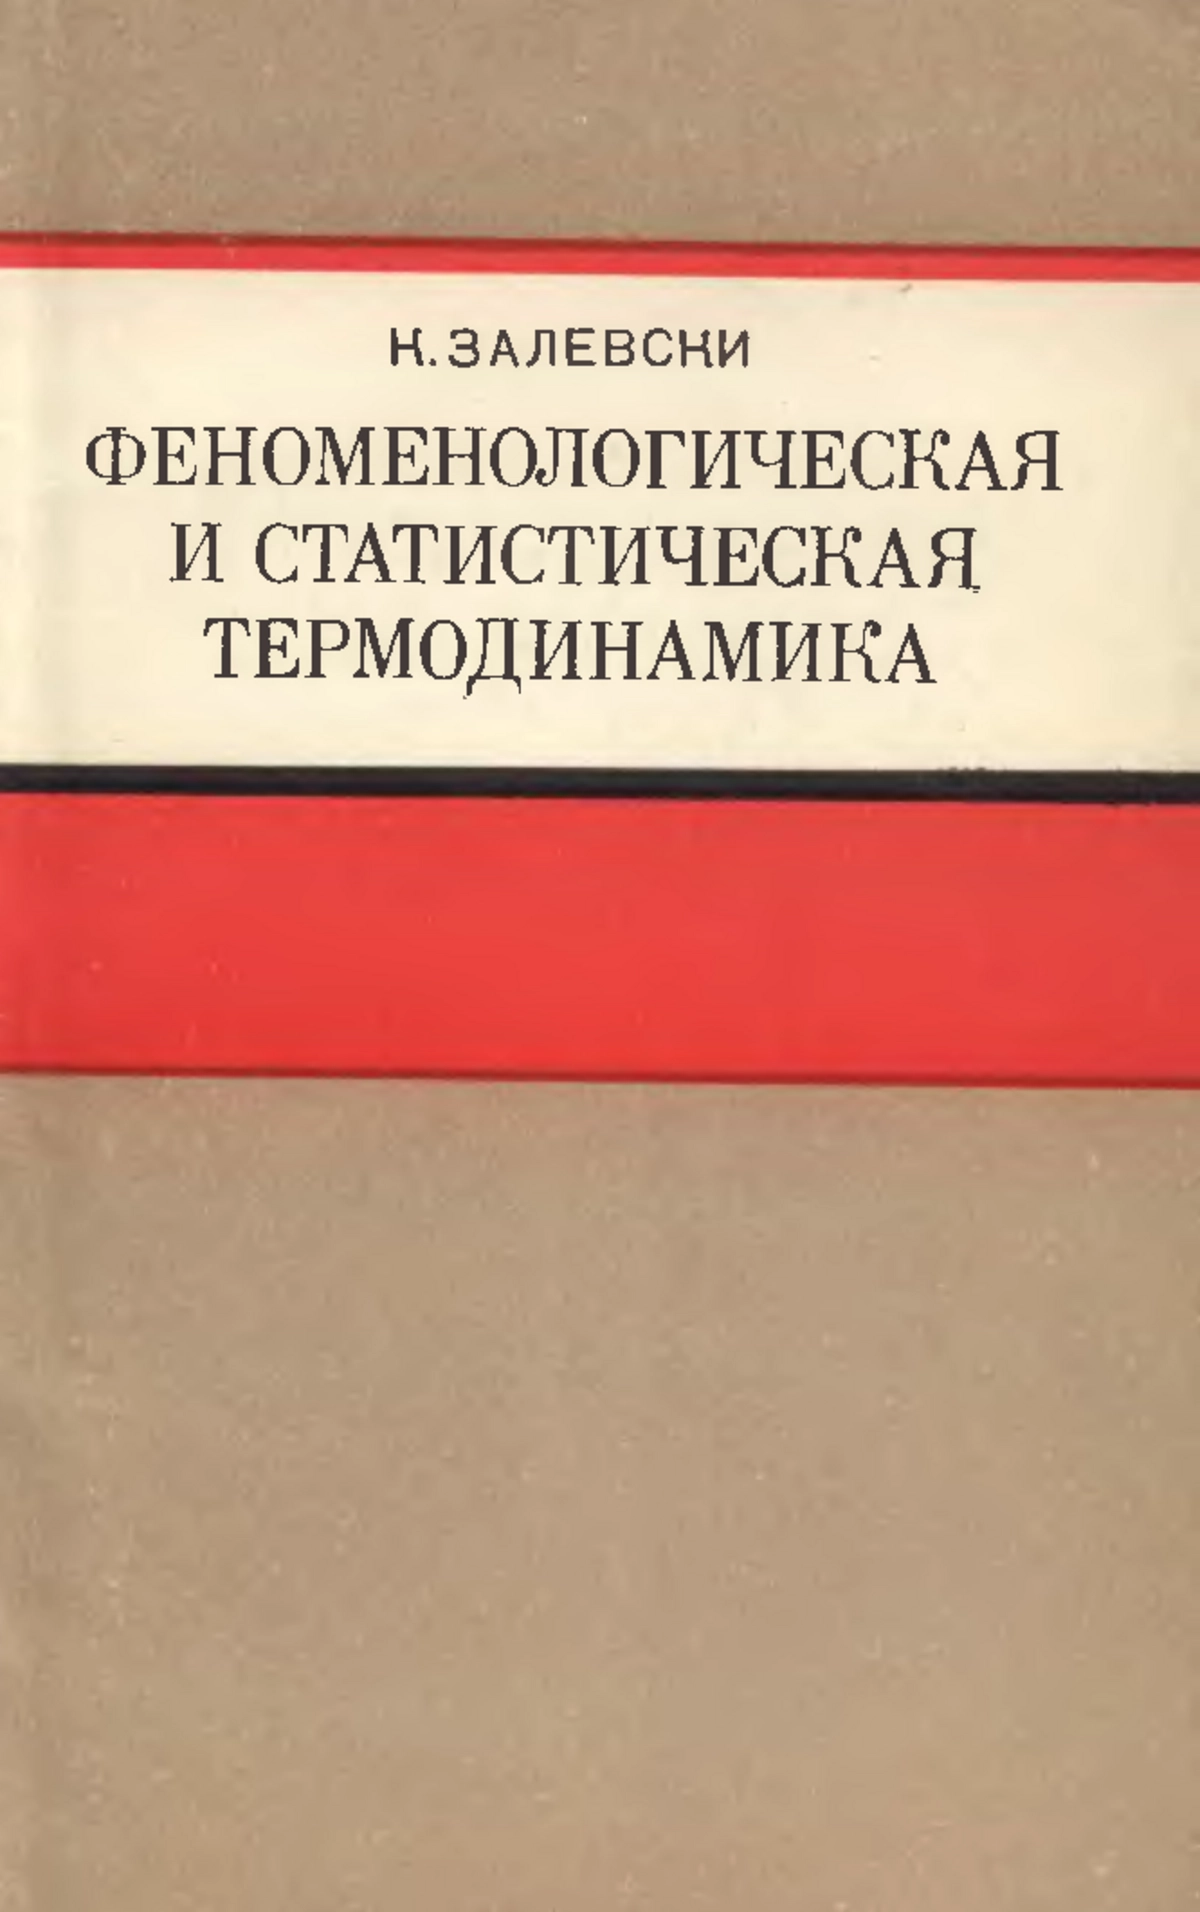 К. ЗАЛЕВСКИ
ФЕНОМЕНОЛОГИЧЕСКАЯ
И СТАТИСТИЧЕСКАЯ
ТЕРМОДИНАМИКА